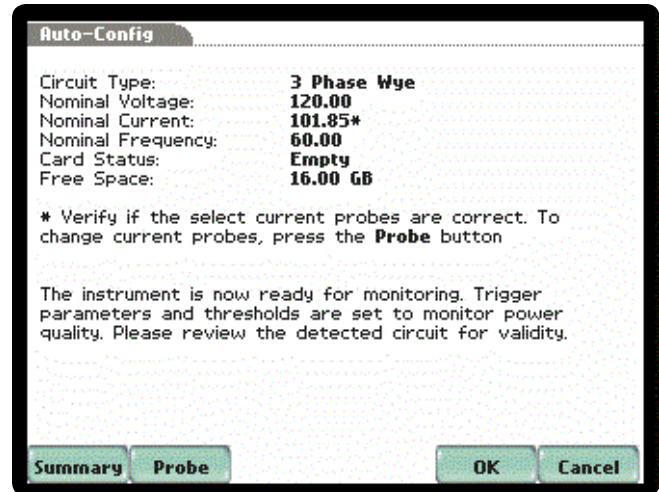 Auto-Config
Circuit Type: 3 Phase Wye
Nominal Voltage: 120.00
Nominal Current: 101.85*
Nominal Frequency: 60.00
Card Status: Empty
Free Space: 16.00 GB
* Verify if the select current probes are correct. To
change current probes, press the Probe button
The instrument is now ready for monitoring. Trigger
parameters and thresholds are set to monitor power
quality. Please review the detected circuit for validity.
Summary Probe OK Cancel